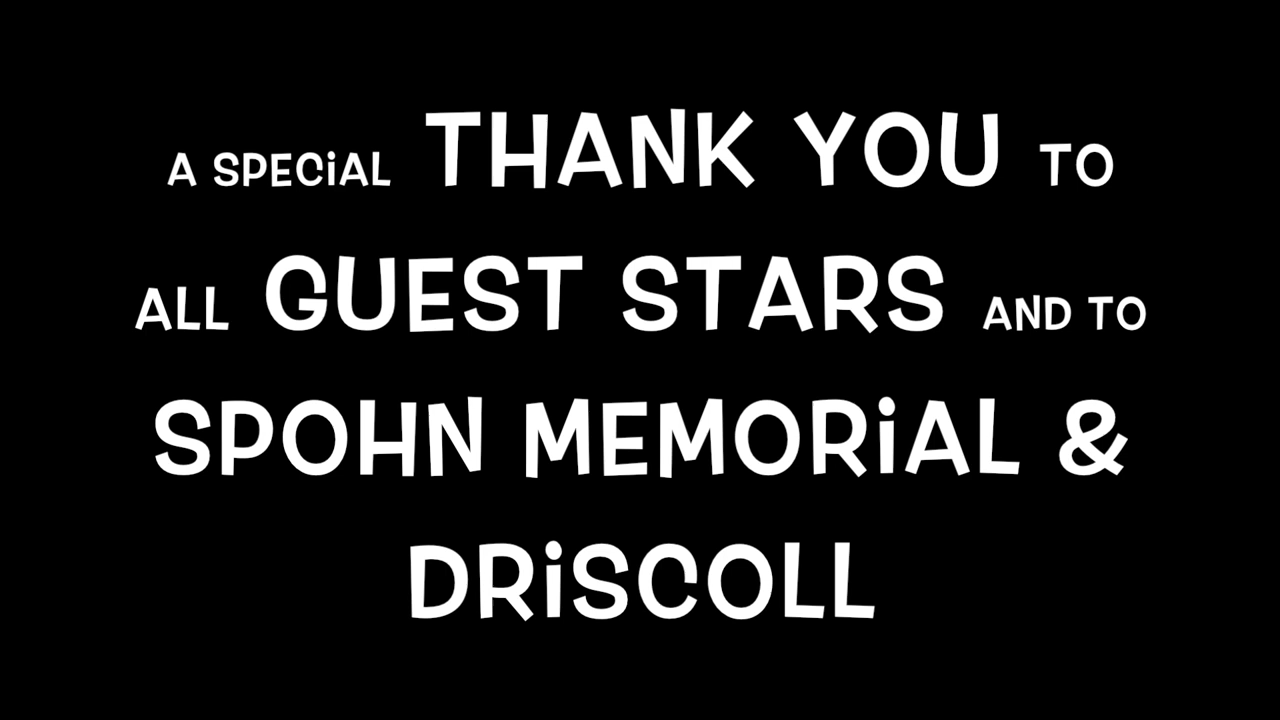 A SPECiAL THANK YOU TO
ALL GUEST STARS AND TO
SPOHN MEMORiAL &
DRiSCOLL